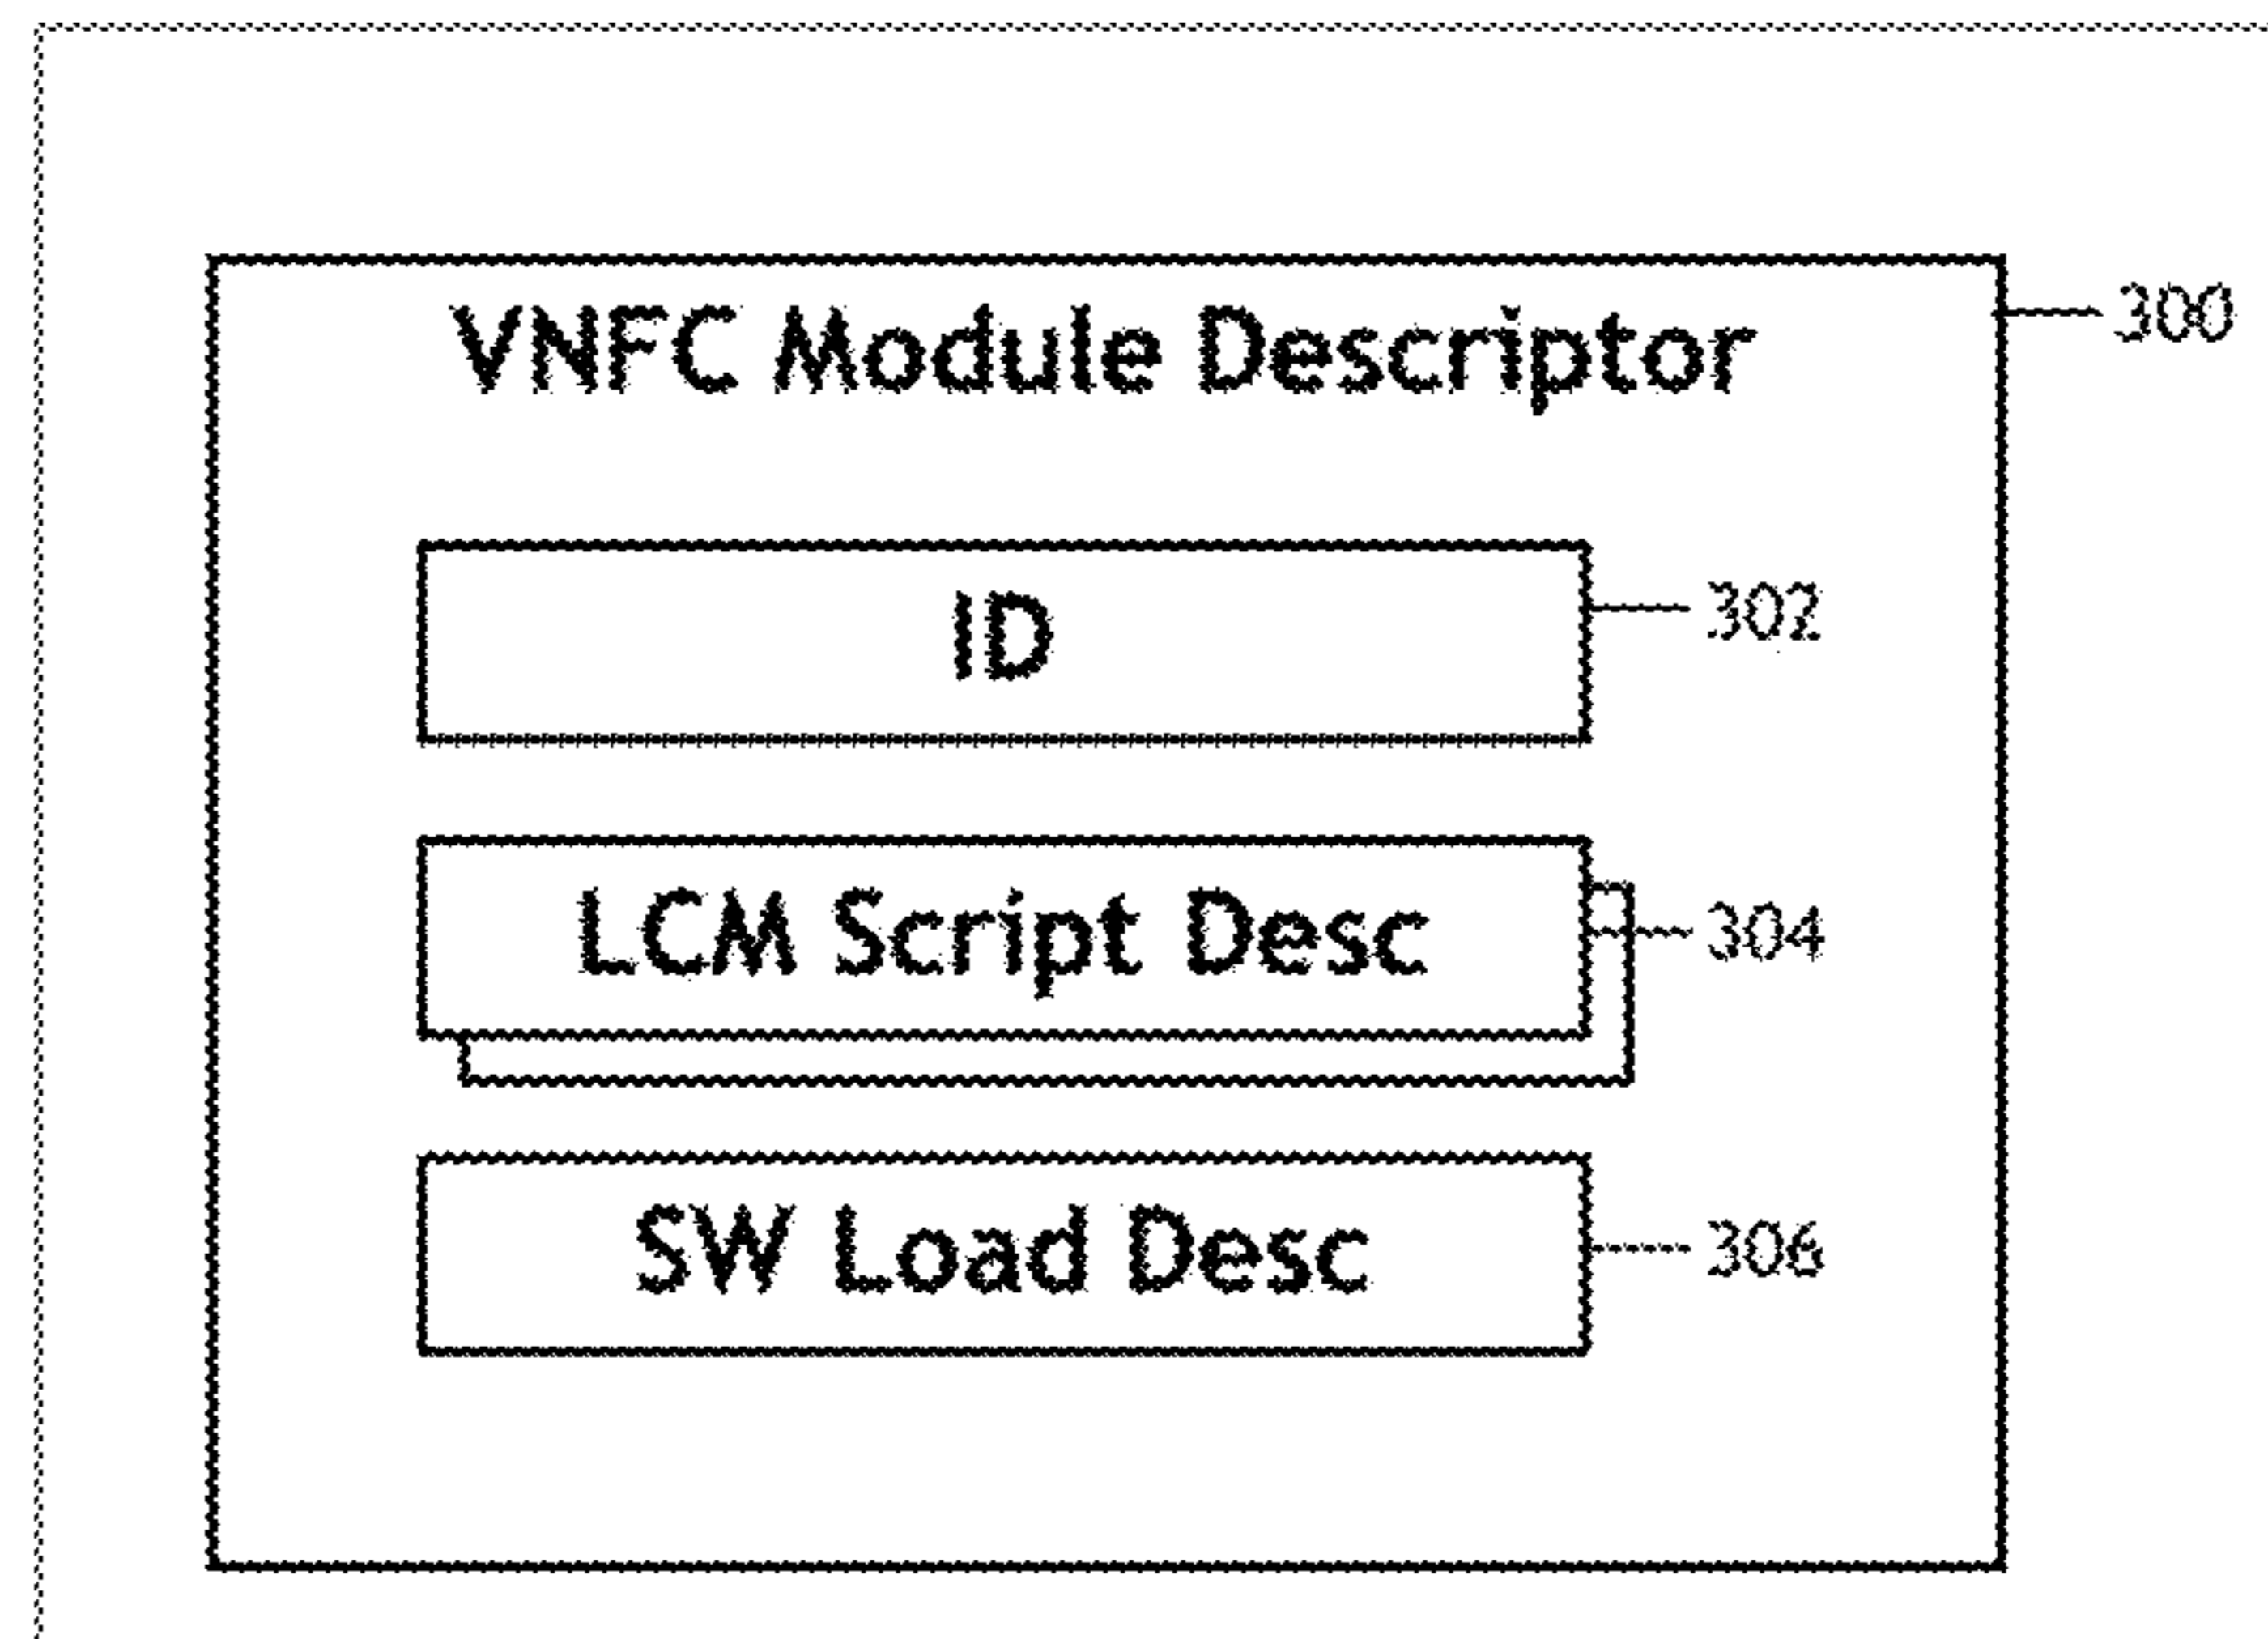 VNFC Module Descriptor
300
ID
302
LCM Script Desc
304
SW Load Desc
306